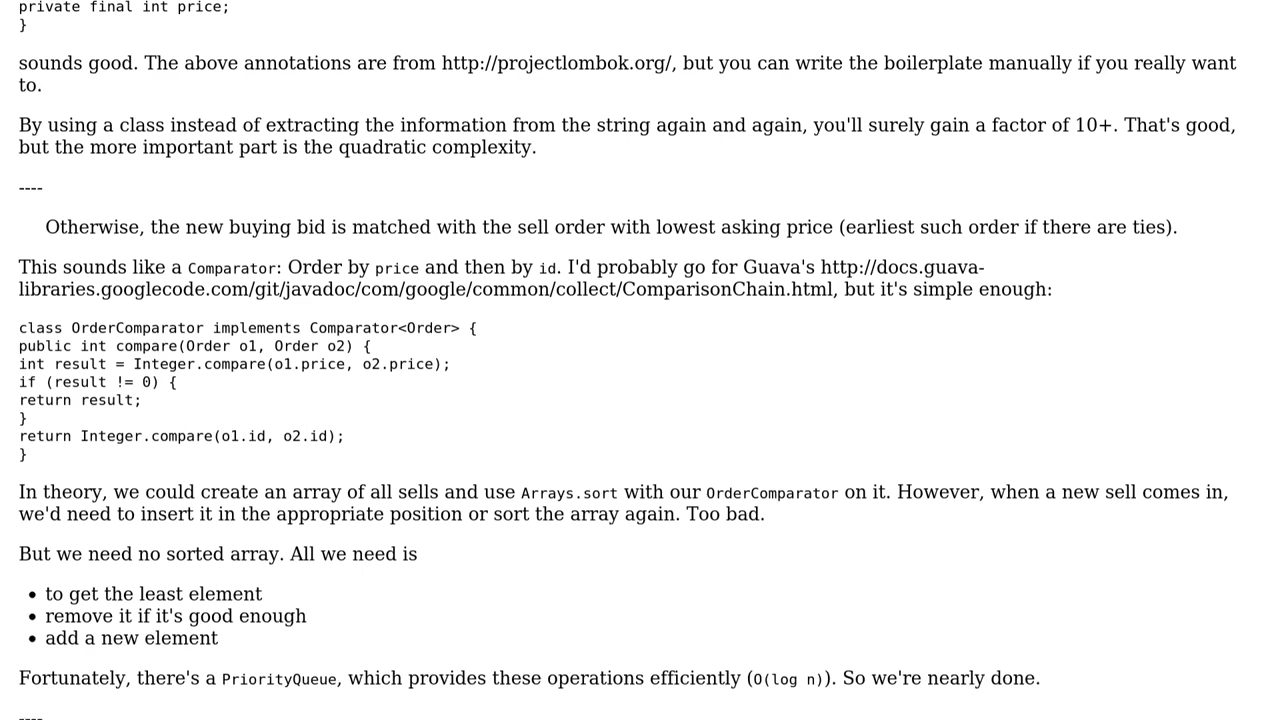 private final int price;
}
sounds good. The above annotations are from http://projectlombok.org/, but you can write the boilerplate manually if you really want
to.
By using a class instead of extracting the information from the string again and again, you'll surely gain a factor of 10+. That's good,
but the more important part is the quadratic complexity.
----
Otherwise, the new buying bid is matched with the sell order with lowest asking price (earliest such order if there are ties).
This sounds like a Comparator: Order by price and then by id. I'd probably go for Guava's http://docs.guava-
libraries.googlecode.com/git/javadoc/com/google/common/collect/ComparisonChain.html, but it's simple enough:
class OrderComparator implements Comparator<Order> {
public int compare(Order o1, Order o2) {
int result = Integer.compare(o1.price, o2.price);
if (result != 0) {
return result;
}
return Integer.compare(o1.id, o2.id);
}
In theory, we could create an array of all sells and use Arrays.sort with our OrderComparator on it. However, when a new sell comes in,
we'd need to insert it in the appropriate position or sort the array again. Too bad.
But we need no sorted array. All we need is
• to get the least element
• remove it if it's good enough
• add a new element
Fortunately, there's a PriorityQueue, which provides these operations efficiently (O(log n)). So we're nearly done.
----